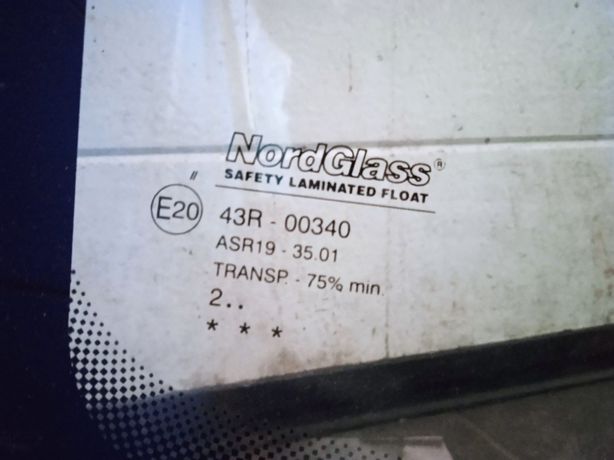 NordGlass®
SAFETY LAMINATED FLOAT
//
E20 43R - 00340
ASR19 - 35.01
TRANSP. - 75% min.
2..
* * *